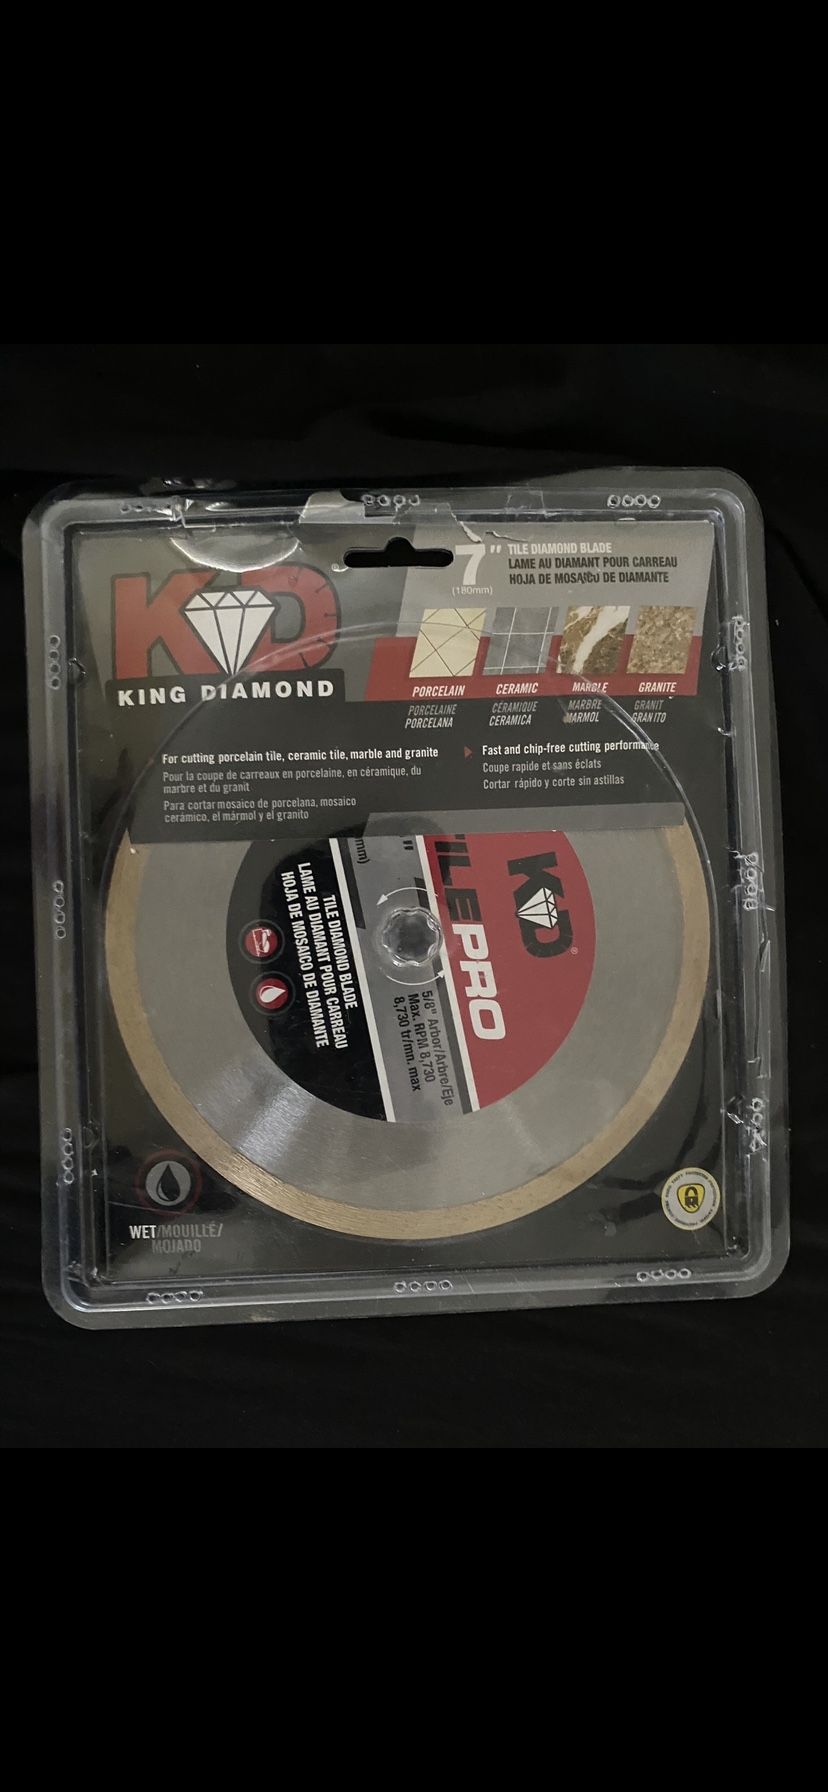 KD®
KING DIAMOND
7" TILE DIAMOND BLADE
LAME AU DIAMANT POUR CARREAU
HOJA DE MOSAICO DE DIAMANTE
(180mm)
PORCELAIN CERAMIC MARBLE GRANITE
PORCELAINE CÉRAMIQUE MARBRE GRANIT
PORCELANA CERAMICA MARMOL GRANITO
For cutting porcelain tile, ceramic tile, marble and granite
Pour la coupe de carreaux en porcelaine, en céramique, du
marbre et du granit
Para cortar mosaico de porcelana, mosaico
cerámico, el mármol y el granito
Fast and chip-free cutting performance
Coupe rapide et sans éclats
Cortar rápido y corte sin astillas
KD®
TILEPRO
"
mm)
5/8" Arbor/Arbre/Eje
Max. RPM 8,730
8,730 tr/mn. max
TILE DIAMOND BLADE
LAME AU DIAMANT POUR CARREAU
HOJA DE MOSAICO DE DIAMANTE
WET/MOUILLÉ/
MOJADO